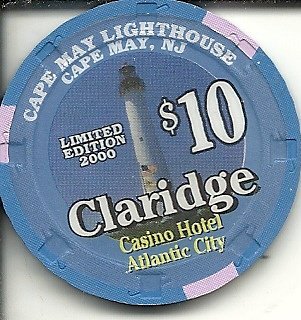 CAPE MAY LIGHTHOUSE
CAPE MAY, NJ
$10
LIMITED
EDITION
2000
Claridge
Casino Hotel
Atlantic City